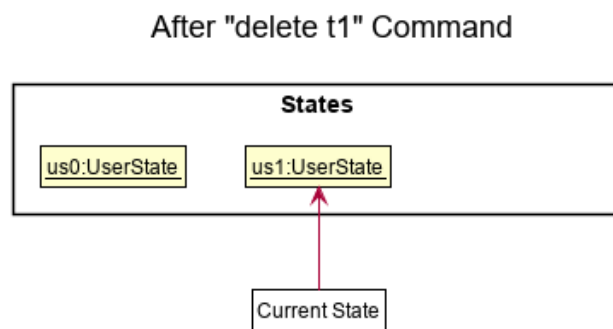 After "delete t1" Command
States
us0:UserState
us1:UserState
Current State